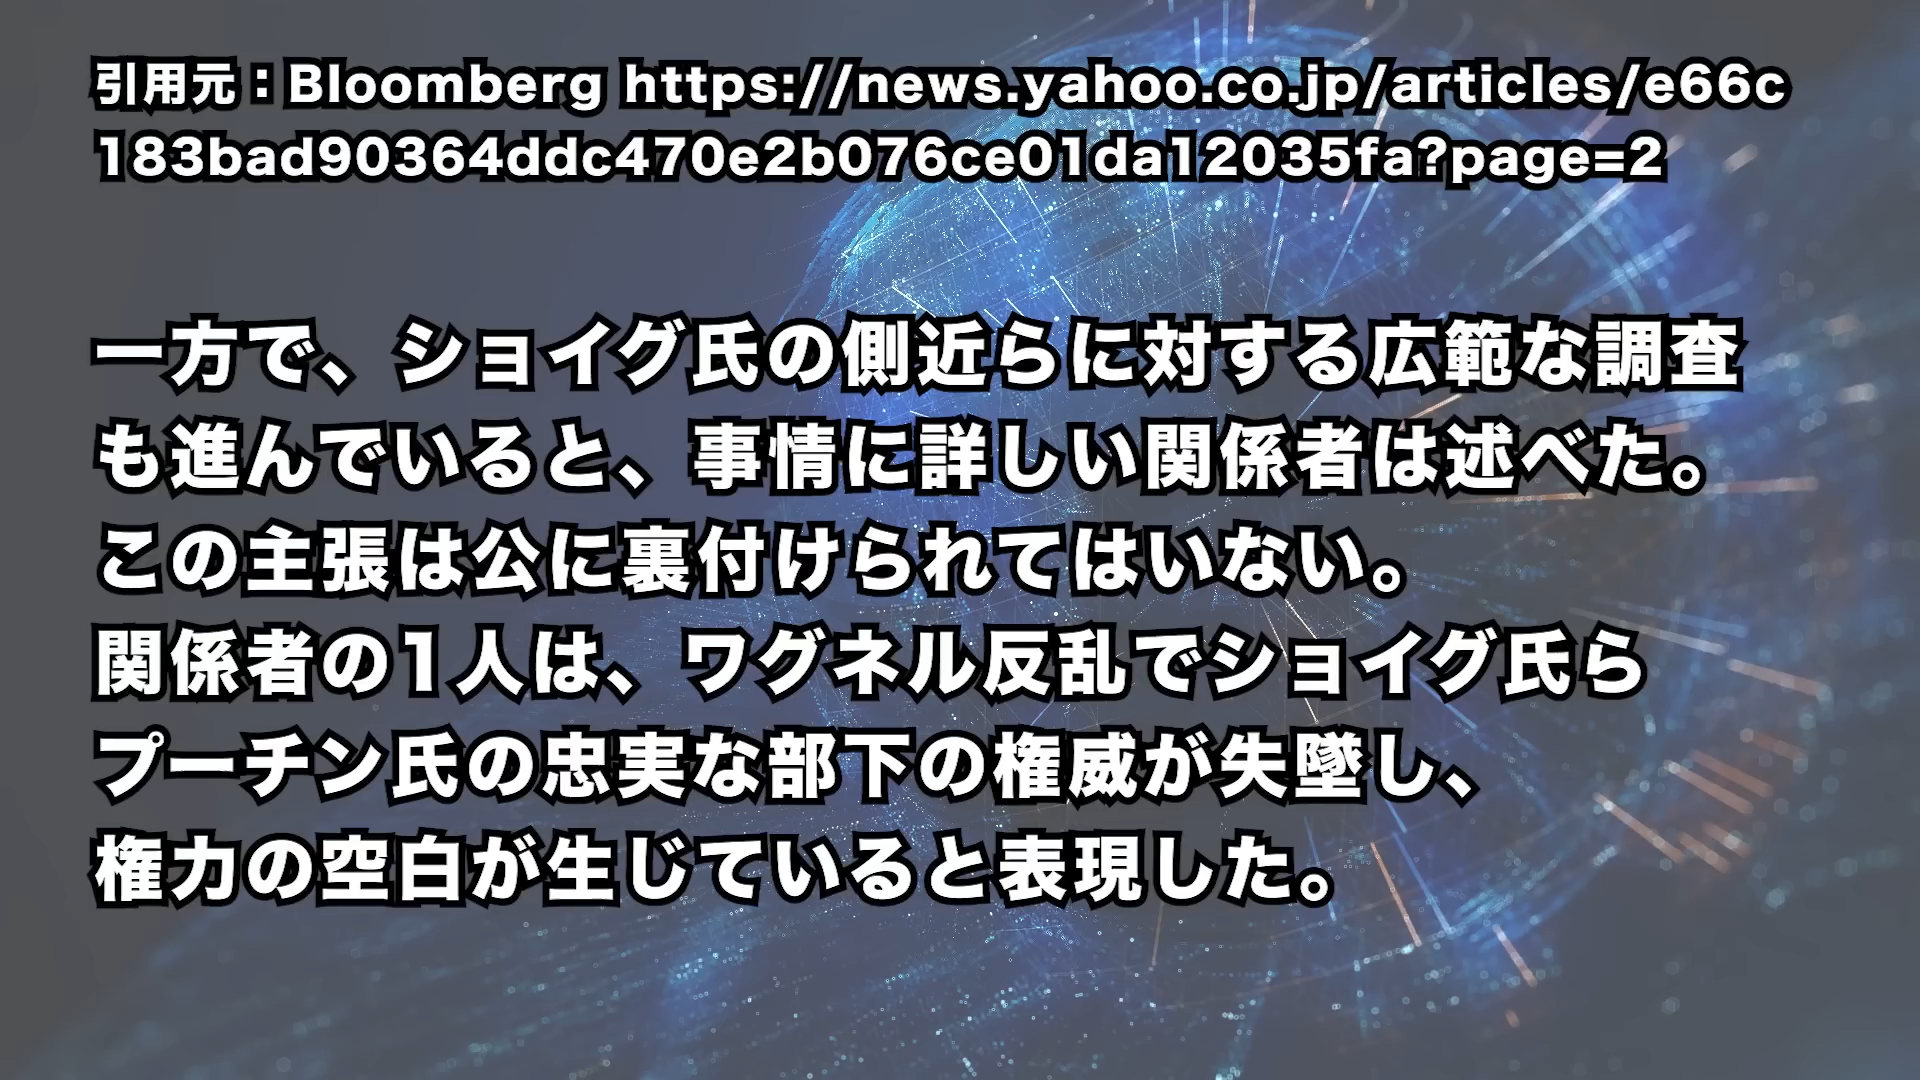 引用元：Bloomberg https://news.yahoo.co.jp/articles/e66c
183bad90364ddc470e2b076ce01da12035fa?page=2
一方で、ショイグ氏の側近らに対する広範な調査
も進んでいると、事情に詳しい関係者は述べた。
この主張は公に裏付けられてはいない。
関係者の1人は、ワグネル反乱でショイグ氏ら
プーチン氏の忠実な部下の権威が失墜し、
権力の空白が生じていると表現した。